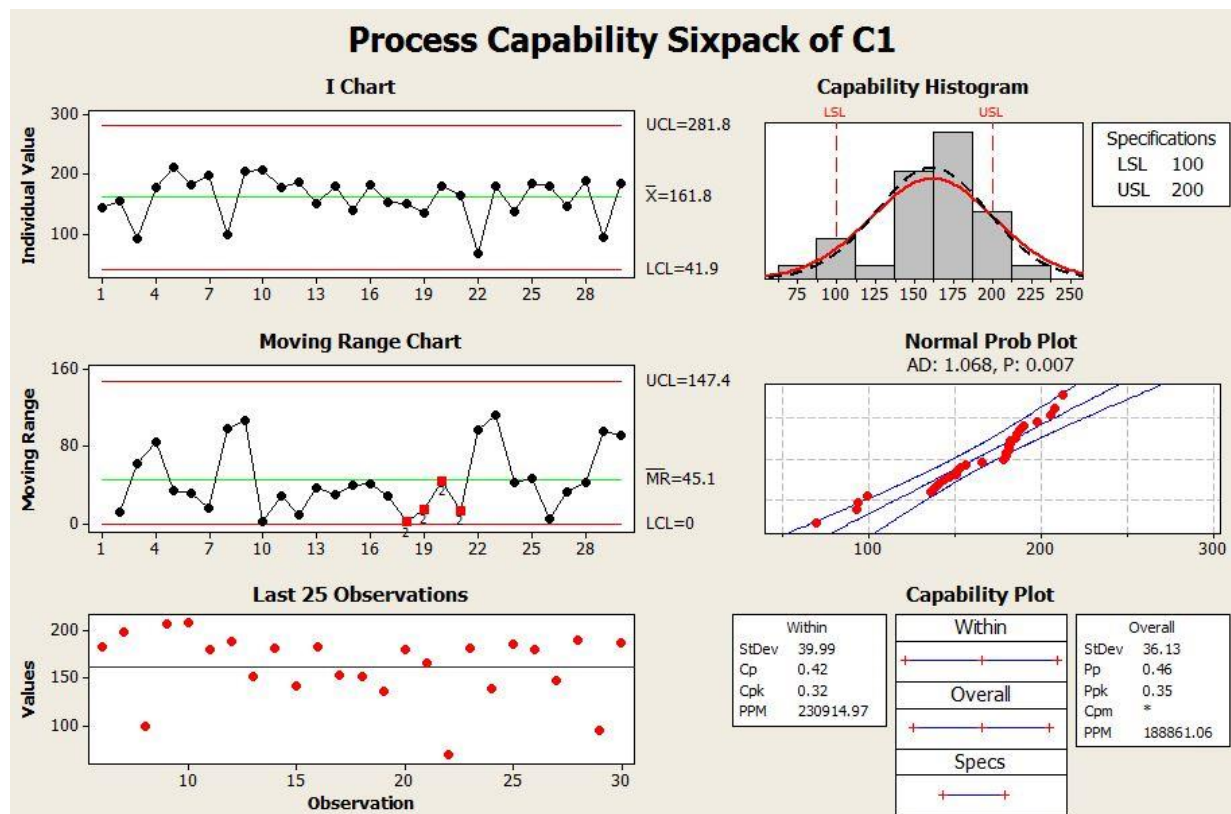 Process Capability Sixpack of C1
I Chart
Individual Value
300
200
100
UCL=281.8
X=161.8
LCL=41.9
1 4 7 10 13 16 19 22 25 28
Capability Histogram
LSL USL
75 100 125 150 175 200 225 250
Specifications
LSL 100
USL 200
Moving Range Chart
Moving Range
160
80
0
UCL=147.4
MR=45.1
LCL=0
2 2 2 2
1 4 7 10 13 16 19 22 25 28
Normal Prob Plot
AD: 1.068, P: 0.007
100 200 300
Last 25 Observations
Values
200
150
100
10 15 20 25 30
Observation
Capability Plot
Within
StDev 39.99
Cp 0.42
Cpk 0.32
PPM 230914.97
Within
Overall
Specs
Overall
StDev 36.13
Pp 0.46
Ppk 0.35
Cpm *
PPM 188861.06